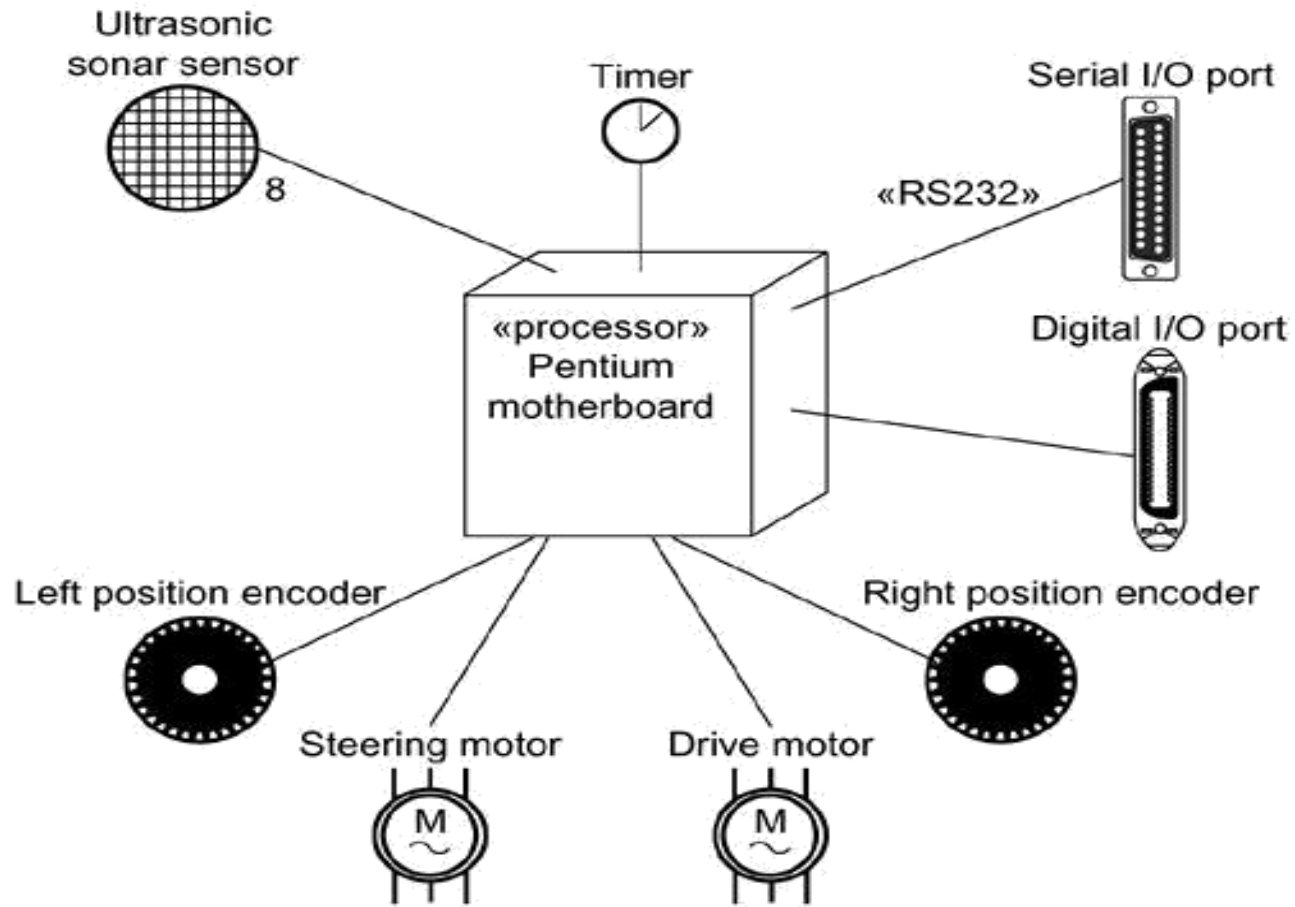 Ultrasonic
sonar sensor
Timer
Serial I/O port
8
«RS232»
«processor»
Pentium
motherboard
Digital I/O port
Left position encoder
Right position encoder
Steering motor
Drive motor
M
M